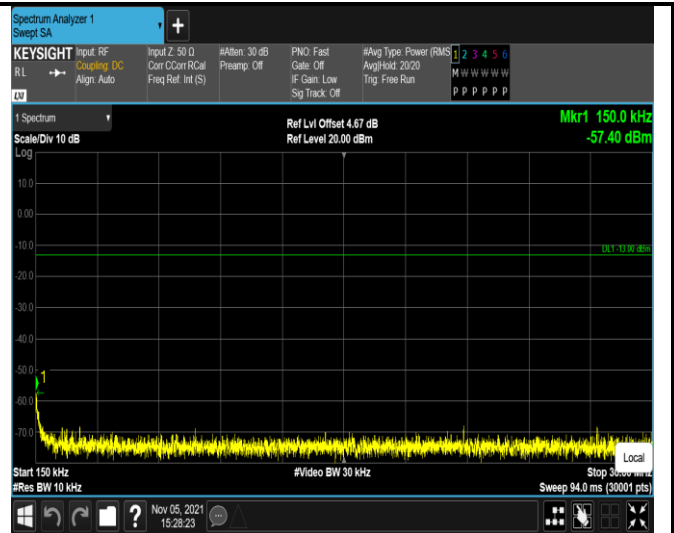 Spectrum Analyzer 1
Swept SA
KEYSIGHT Input: RF Input Z: 50 Ω #Atten: 30 dB PNO: Fast #Avg Type: Power (RMS 1 2 3 4 5 6
R L Coupling: DC Corr CCorr RCal Preamp: Off Gate: Off Avg|Hold: 20/20 M W W W W W
Align: Auto Freq Ref: Int (S) IF Gain: Low Trig: Free Run
Sig Track: Off P P P P P P
LXI
1 Spectrum Ref Lvl Offset 4.67 dB Mkr1 150.0 kHz
Scale/Div 10 dB Ref Level 20.00 dBm -57.40 dBm
Log
10.0
0.00
-10.0
DL1 -13.00 dBm
-20.0
-30.0
-40.0
-50.0
1
-60.0
-70.0
Local
Start 150 kHz #Video BW 30 kHz Stop
#Res BW 10 kHz Sweep 94.0 ms (30001 pts)
? Nov 05, 2021
15:28:23